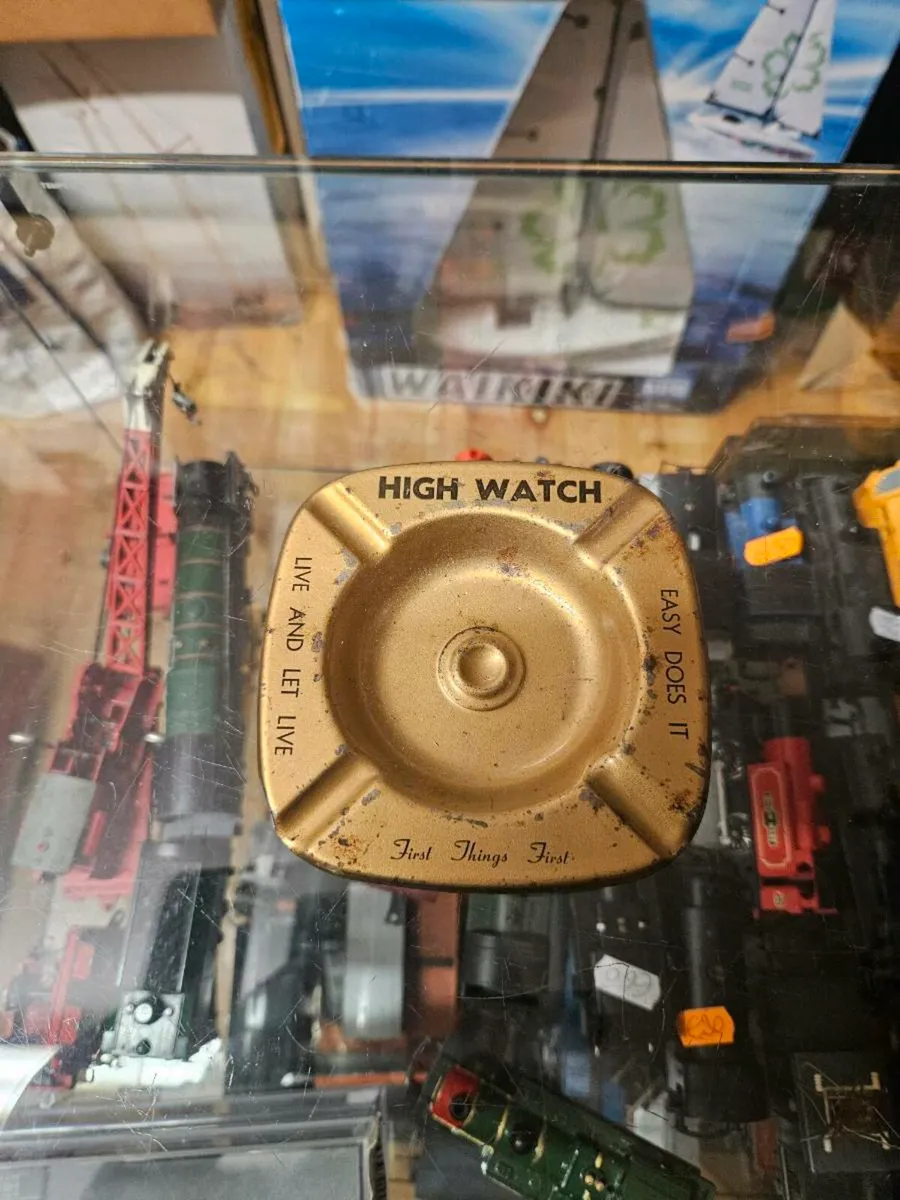 WAIKIKI
HIGH WATCH
LIVE AND LET LIVE
EASY DOES IT
First Things First